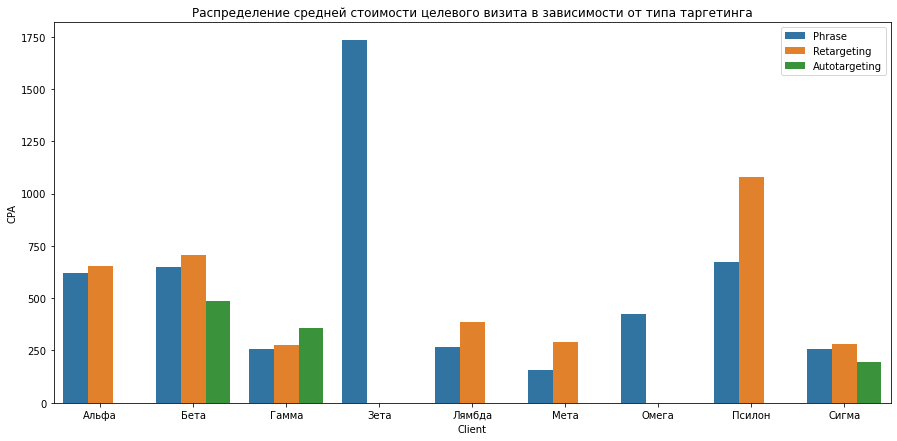 Распределение средней стоимости целевого визита в зависимости от типа таргетинга
Phrase
Retargeting
Autotargeting
CPA
1750
1500
1250
1000
750
500
250
0
Альфа Бета Гамма Зета Лямбда Мета Омега Псилон Сигма
Client